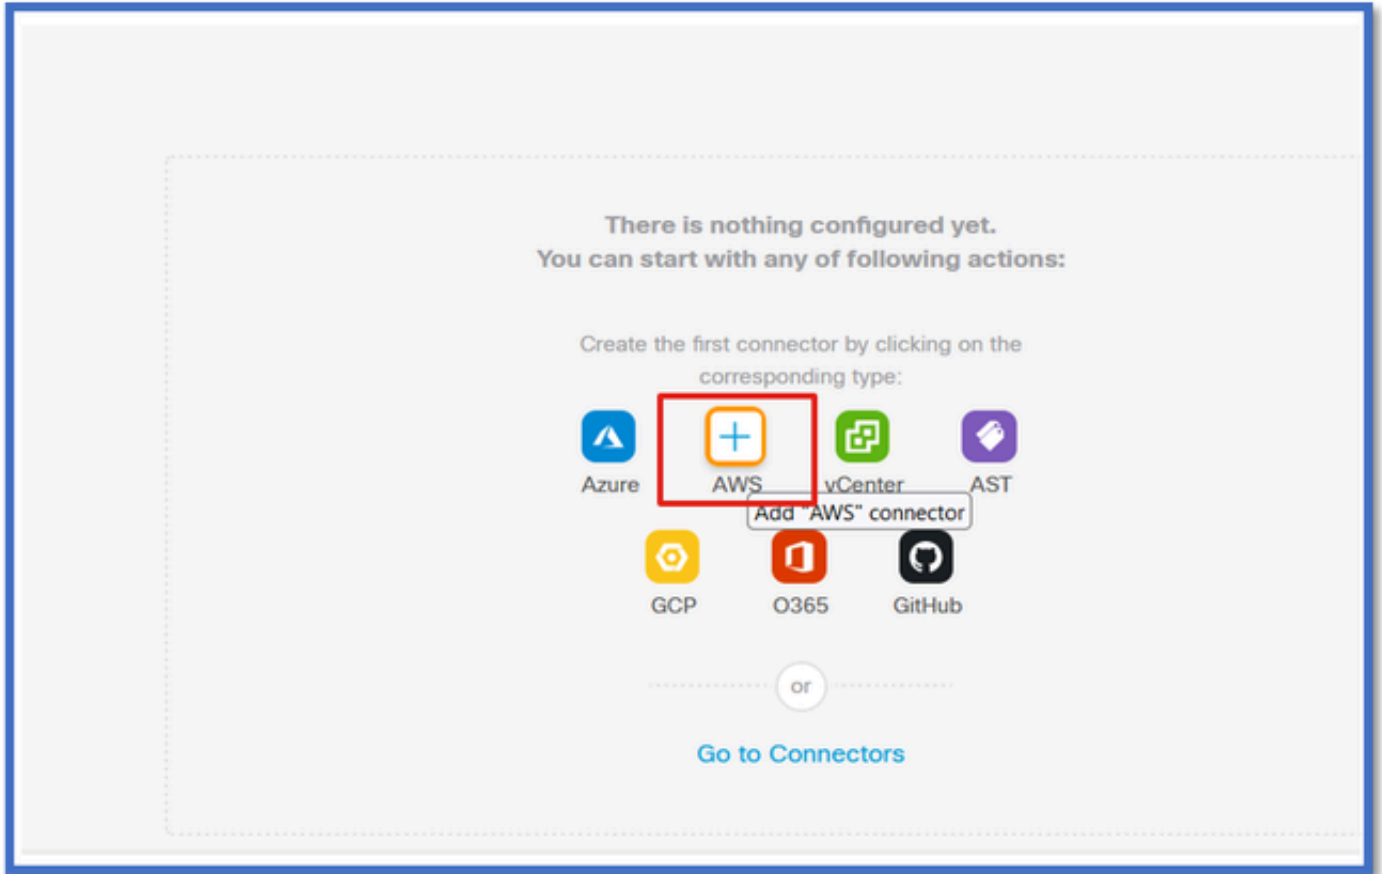 There is nothing configured yet.
You can start with any of following actions:
Create the first connector by clicking on the
corresponding type:
Azure
AWS
vCenter
AST
Add "AWS" connector
GCP
O365
GitHub
or
Go to Connectors